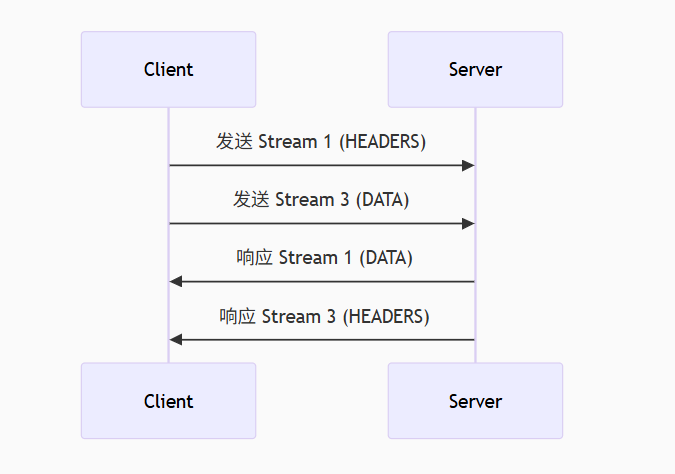 Client
Server
发送 Stream 1 (HEADERS)
发送 Stream 3 (DATA)
响应 Stream 1 (DATA)
响应 Stream 3 (HEADERS)
Client
Server